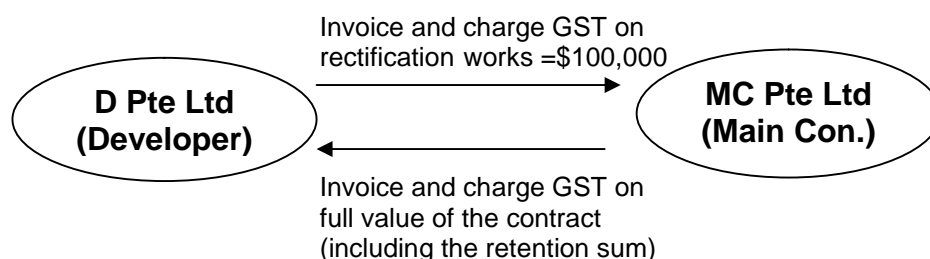 Invoice and charge GST on
rectification works =$100,000
D Pte Ltd
(Developer)
MC Pte Ltd
(Main Con.)
Invoice and charge GST on
full value of the contract
(including the retention sum)